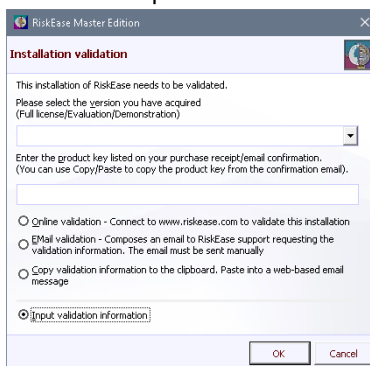 RiskEase Master Edition
Installation validation
This installation of RiskEase needs to be validated.
Please select the version you have acquired
(Full license/Evaluation/Demonstration)
Enter the product key listed on your purchase receipt/email confirmation.
(You can use Copy/Paste to copy the product key from the confirmation email).
Online validation - Connect to www.riskease.com to validate this installation
EMail validation - Composes an email to RiskEase support requesting the
validation information. The email must be sent manually
Copy validation information to the clipboard. Paste into a web-based email
message
Input validation information
OK Cancel